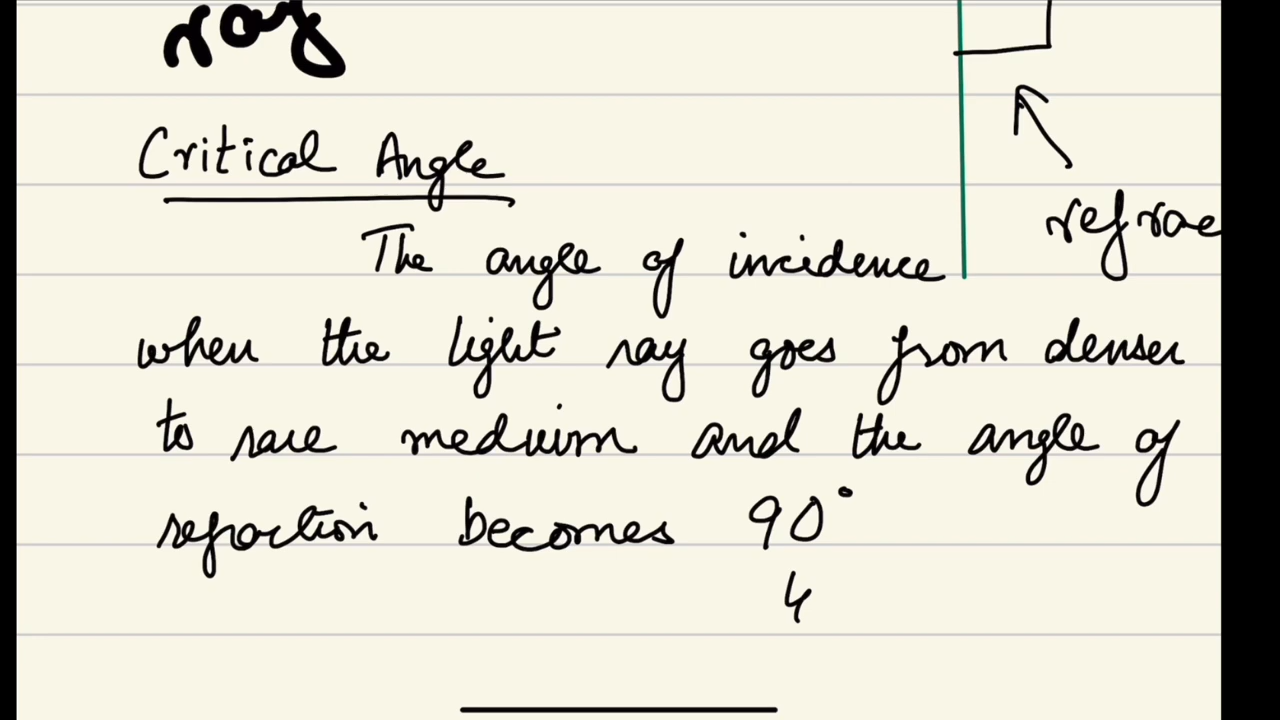 ray
Critical Angle
refrac
The angle of incidence
when the light ray goes from denser
to rare medium and the angle of
refraction becomes 90°
4